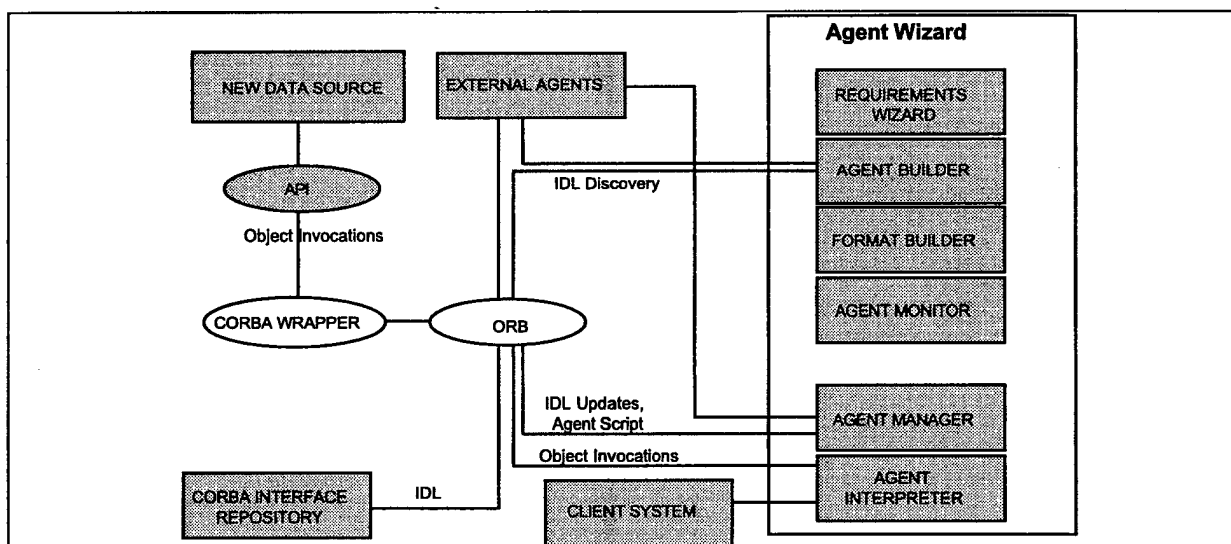 Agent Wizard
NEW DATA SOURCE
EXTERNAL AGENTS
REQUIREMENTS
WIZARD
API
IDL Discovery
AGENT BUILDER
Object Invocations
FORMAT BUILDER
CORBA WRAPPER
ORB
AGENT MONITOR
IDL Updates,
Agent Script
AGENT MANAGER
Object Invocations
CORBA INTERFACE
REPOSITORY
IDL
CLIENT SYSTEM
AGENT
INTERPRETER